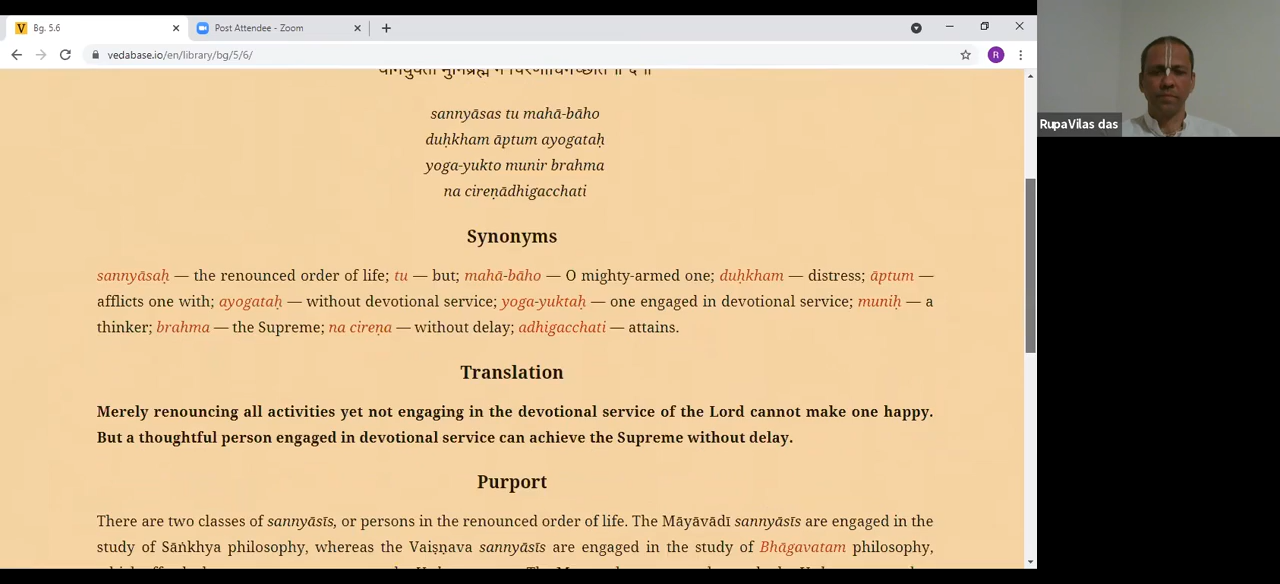 Bg. 5.6
Post Attendee - Zoom
vedabase.io/en/library/bg/5/6/
R
RupaVilas das
sannyāsas tu mahā-bāho
duḥkham āptum ayogataḥ
yoga-yukto munir brahma
na cireṇādhigacchati
Synonyms
sannyāsaḥ — the renounced order of life; tu — but; mahā-bāho — O mighty-armed one; duḥkham — distress; āptum —
afflicts one with; ayogataḥ — without devotional service; yoga-yuktaḥ — one engaged in devotional service; muniḥ — a
thinker; brahma — the Supreme; na cireṇa — without delay; adhigacchati — attains.
Translation
Merely renouncing all activities yet not engaging in the devotional service of the Lord cannot make one happy.
But a thoughtful person engaged in devotional service can achieve the Supreme without delay.
Purport
There are two classes of sannyāsīs, or persons in the renounced order of life. The Māyāvādī sannyāsīs are engaged in the
study of Sāṅkhya philosophy, whereas the Vaiṣṇava sannyāsīs are engaged in the study of Bhāgavatam philosophy,